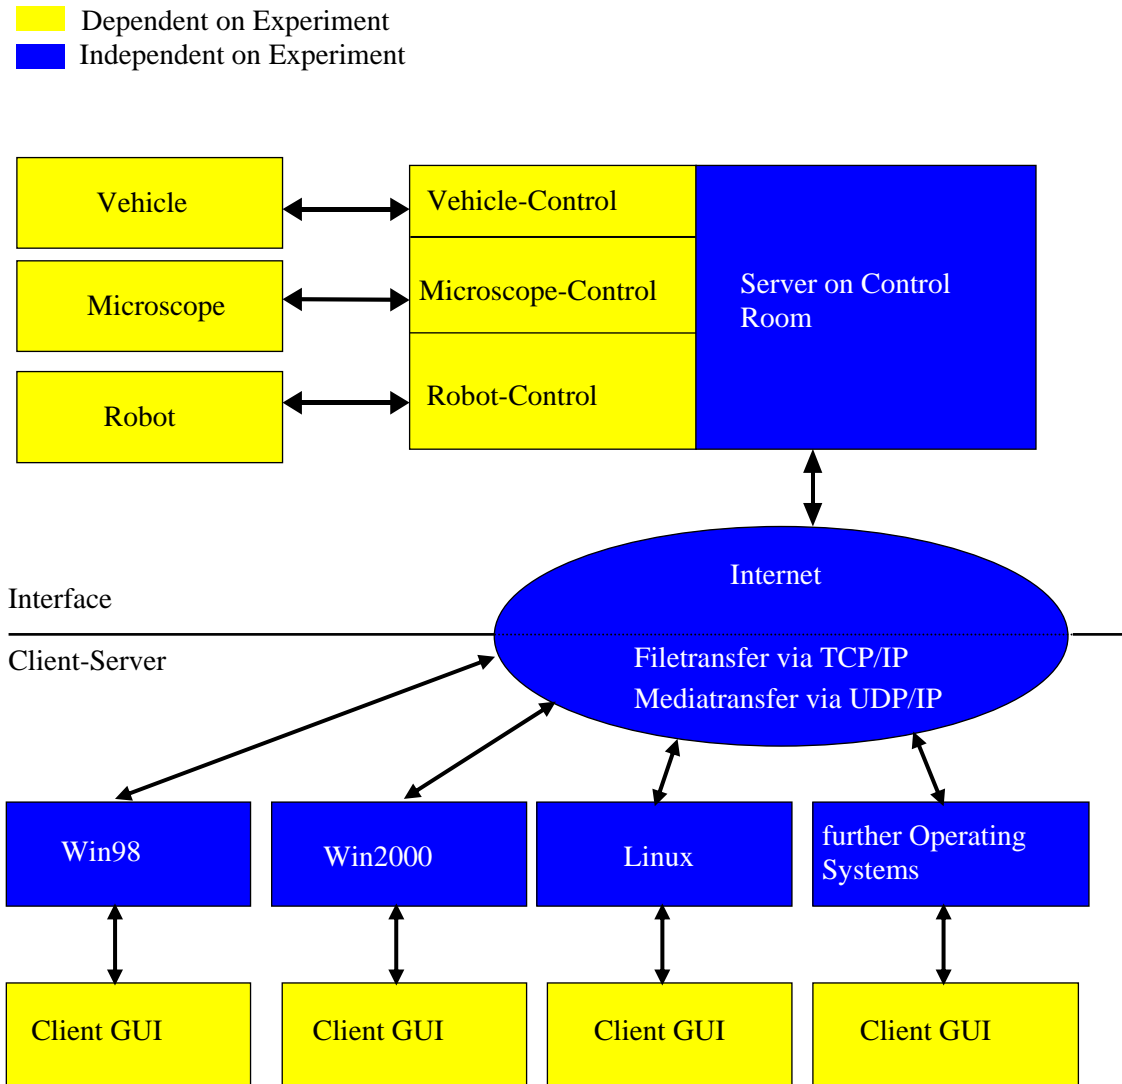 Dependent on Experiment
Independent on Experiment
Vehicle
Vehicle-Control
Microscope
Microscope-Control
Server on Control
Room
Robot
Robot-Control
Internet
Interface
Client-Server
Filetransfer via TCP/IP
Mediatransfer via UDP/IP
Win98
Win2000
Linux
further Operating
Systems
Client GUI
Client GUI
Client GUI
Client GUI